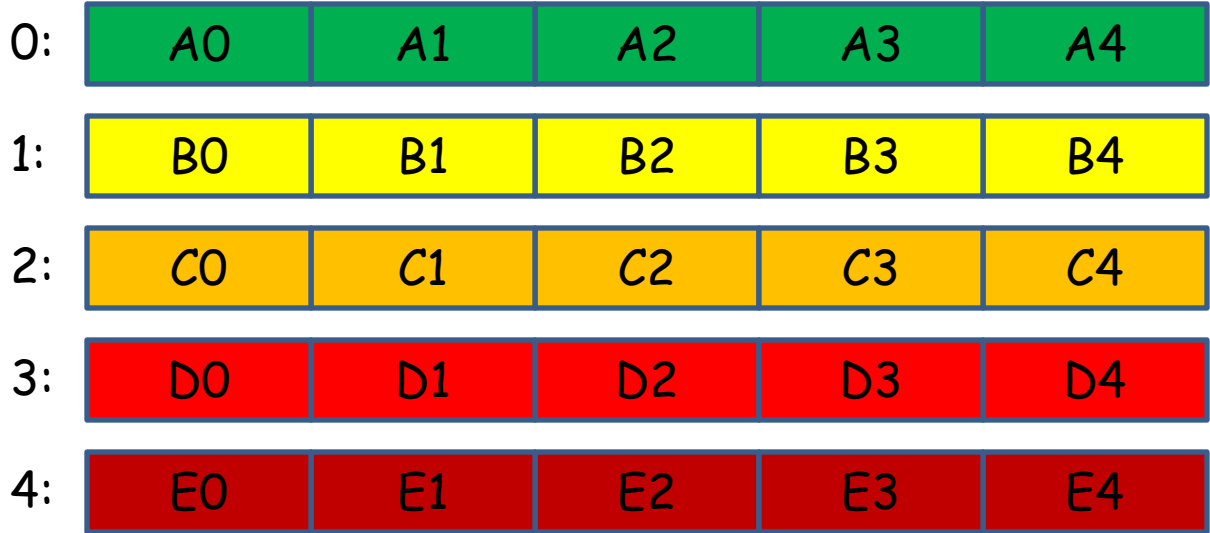 0: A0 A1 A2 A3 A4
1: B0 B1 B2 B3 B4
2: C0 C1 C2 C3 C4
3: D0 D1 D2 D3 D4
4: E0 E1 E2 E3 E4